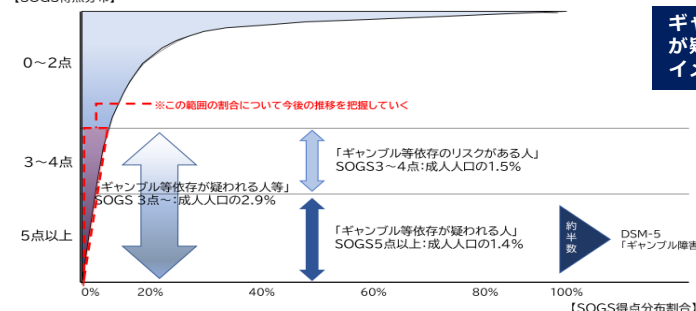 【SOGS得点分布】
ギャ
が疑
イメ
0～2点
※この範囲の割合について今後の推移を把握していく
3～4点
「ギャンブル等依存のリスクがある人」
SOGS3～4点:成人人口の1.5%
「ギャンブル等依存が疑われる人等」
SOGS 3点～:成人人口の2.9%
5点以上
「ギャンブル等依存が疑われる人」
SOGS5点以上:成人人口の1.4%
約半数
DSM-5
「ギャンブル障害
0%
20%
40%
60%
80%
100%
【SOGS得点分布割合】